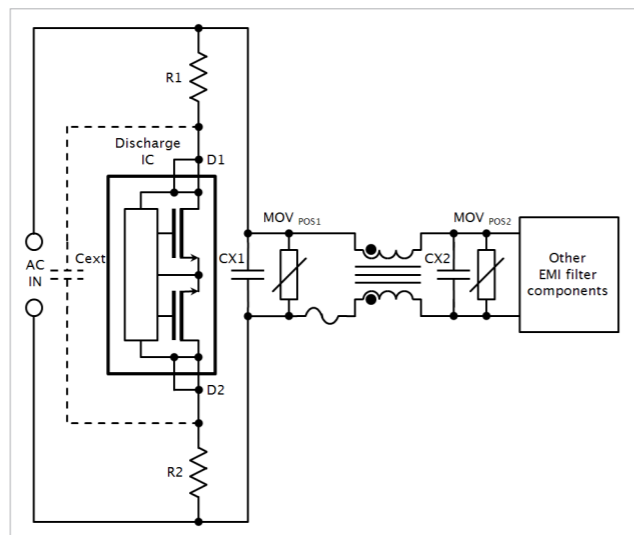 R1
Discharge
IC
D1
MOV POS1
MOV POS2
AC
IN
Cext
CX1
CX2
Other
EMI filter
components
D2
R2